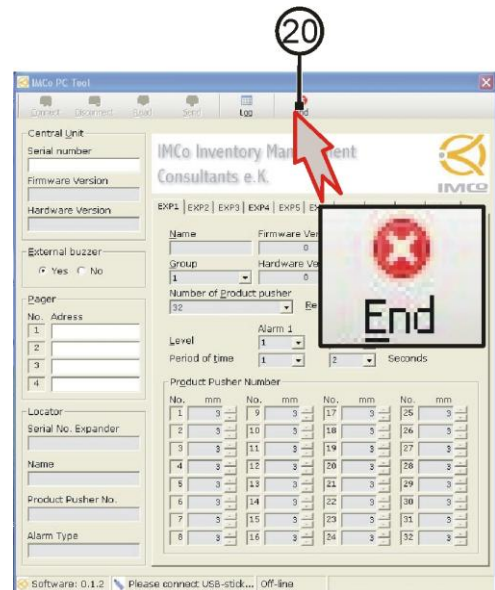 20
IMCo PC Tool
Connect Disconnect Read Send Log End
Central Unit
Serial number
Firmware Version
Hardware Version
External buzzer
Yes No
Pager
No. Adress
1
2
3
4
Locator
Serial No. Expander
Name
Product Pusher No.
Alarm Type
IMCo Inventory Man ment
Consultants e.K.
IMCO
EXP1 EXP2 EXP3 EXP4 EXP5
Name Firmware Ver
0
Group Hardware Ve
1 0
Number of Product pusher
32
Alarm 1
Level 1
Period of time 1 2 Seconds
End
Product Pusher Number
No. mm No. mm No. mm No. mm
1 3 9 3 17 3 25 3
2 3 10 3 18 3 26 3
3 3 11 3 19 3 27 3
4 3 12 3 20 3 28 3
5 3 13 3 21 3 29 3
6 3 14 3 22 3 30 3
7 3 15 3 23 3 31 3
8 3 16 3 24 3 32 3
Software: 0.1.2 Please connect USB-stick... Off-line